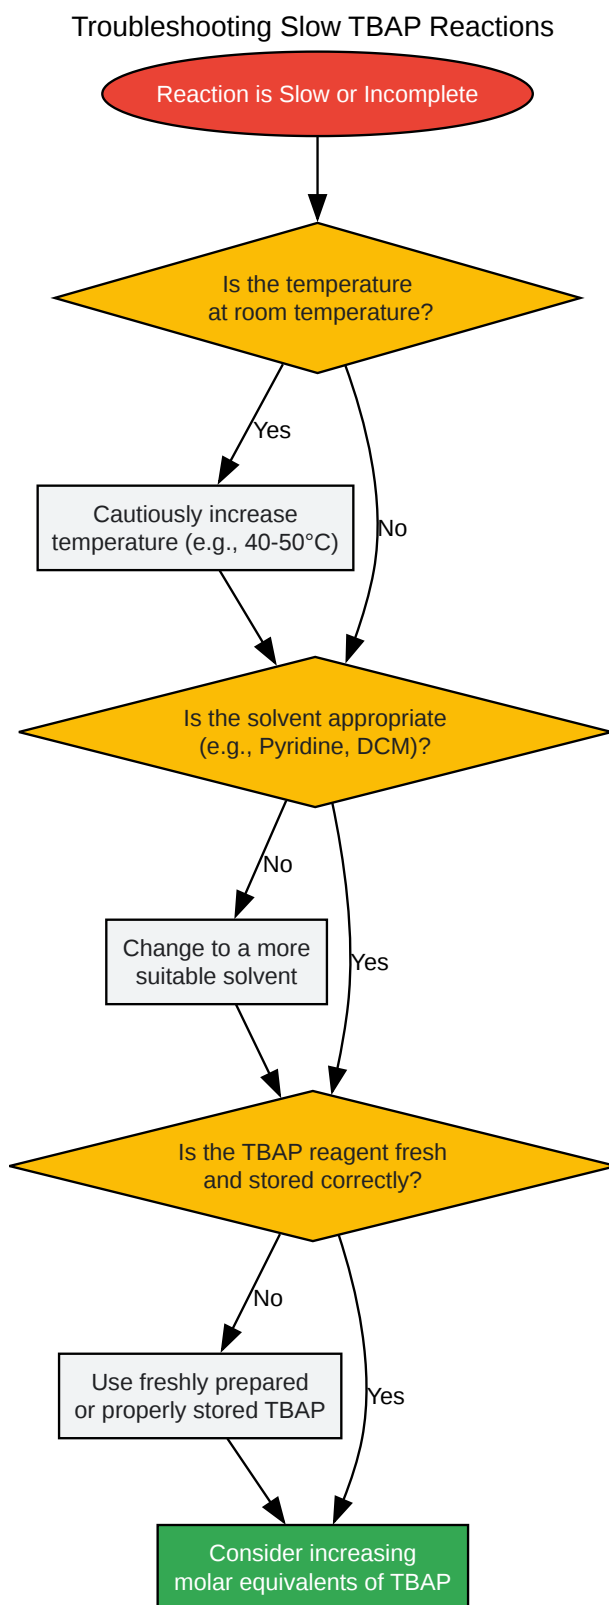 Troubleshooting Slow TBAP Reactions
Reaction is Slow or Incomplete
Is the temperature
at room temperature?
Yes
Cautiously increase
temperature (e.g., 40-50°C)
No
Is the solvent appropriate
(e.g., Pyridine, DCM)?
No
Change to a more
suitable solvent
Yes
Is the TBAP reagent fresh
and stored correctly?
No
Use freshly prepared
or properly stored TBAP
Yes
Consider increasing
molar equivalents of TBAP